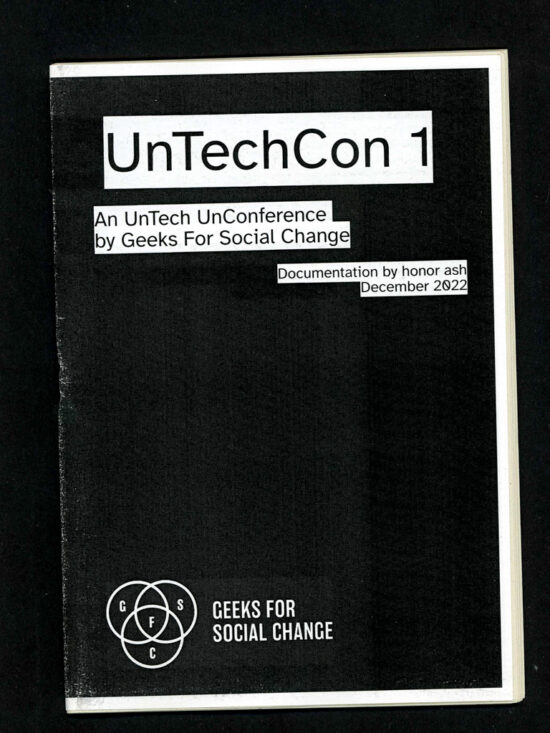 UnTechCon 1
An UnTech UnConference
by Geeks For Social Change
Documentation by honor ash
December 2022
G S
F
C
GEEKS FOR
SOCIAL CHANGE